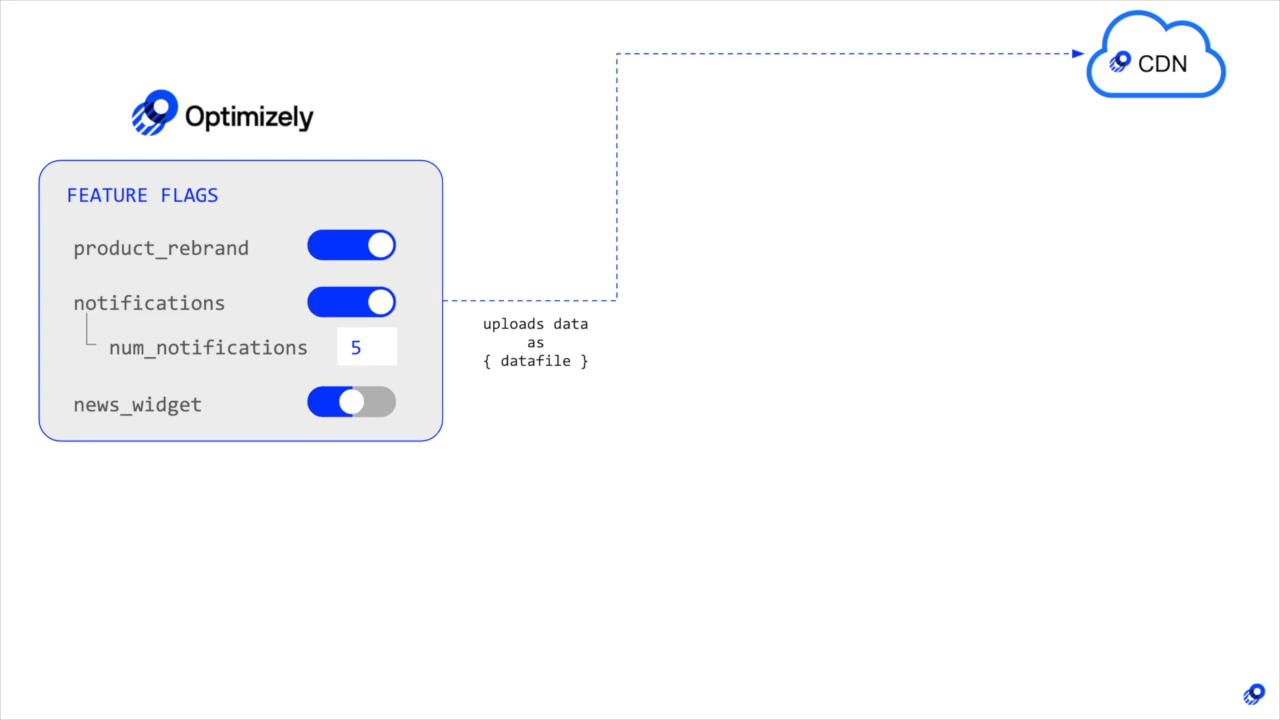 CDN
Optimizely
FEATURE FLAGS
product_rebrand
notifications
num_notifications 5
news_widget
uploads data
as
{ datafile }